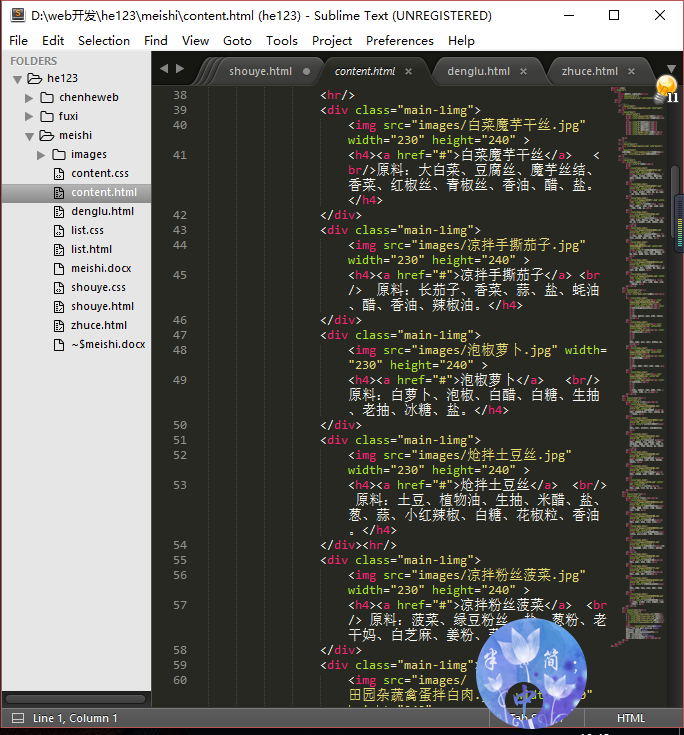 D:\web开发\he123\meishi\content.html (he123) - Sublime Text (UNREGISTERED)
File Edit Selection Find View Goto Tools Project Preferences Help
FOLDERS
he123
chenheweb
fuxi
meishi
images
content.css
content.html
denglu.html
list.css
list.html
meishi.docx
shouye.css
shouye.html
zhuce.html
~$meishi.docx
shouye.html content.html × denglu.html × zhuce.html ×
38 <hr/>
39 <div class="main-1img">
40 <img src="images/白菜魔芋干丝.jpg"
width="230" height="240" >
41 <h4><a href="#">白菜魔芋干丝</a> <
br/>原料: 大白菜、豆腐丝、魔芋丝结、
香菜、红椒丝、青椒丝、香油、醋、盐。
</h4>
42 </div>
43 <div class="main-1img">
44 <img src="images/凉拌手撕茄子.jpg"
width="230" height="240" >
45 <h4><a href="#">凉拌手撕茄子</a> <br
/> 原料: 长茄子、香菜、蒜、盐、蚝油
、醋、香油、辣椒油。</h4>
46 </div>
47 <div class="main-1img">
48 <img src="images/泡椒萝卜.jpg" width=
"230" height="240" >
49 <h4><a href="#">泡椒萝卜</a> <br/>
原料: 白萝卜、泡椒、白醋、白糖、生抽
、老抽、冰糖、盐。</h4>
50 </div>
51 <div class="main-1img">
52 <img src="images/炝拌土豆丝.jpg"
width="230" height="240" >
53 <h4><a href="#">炝拌土豆丝</a> <br/>
原料: 土豆、植物油、生抽、米醋、盐、
葱、蒜、小红辣椒、白糖、花椒粒、香油
。</h4>
54 </div><hr/>
55 <div class="main-1img">
56 <img src="images/凉拌粉丝菠菜.jpg"
width="230" height="240" >
57 <h4><a href="#">凉拌粉丝菠菜</a> <br
/> 原料: 菠菜、绿豆粉丝、盐、葱粉、老
干妈、白芝麻、姜粉、
58 </div>
59 <div class="main-1img">
60 <img src="images/
田园杂蔬禽蛋拌白肉.
半 简
Line 1, Column 1 HTML